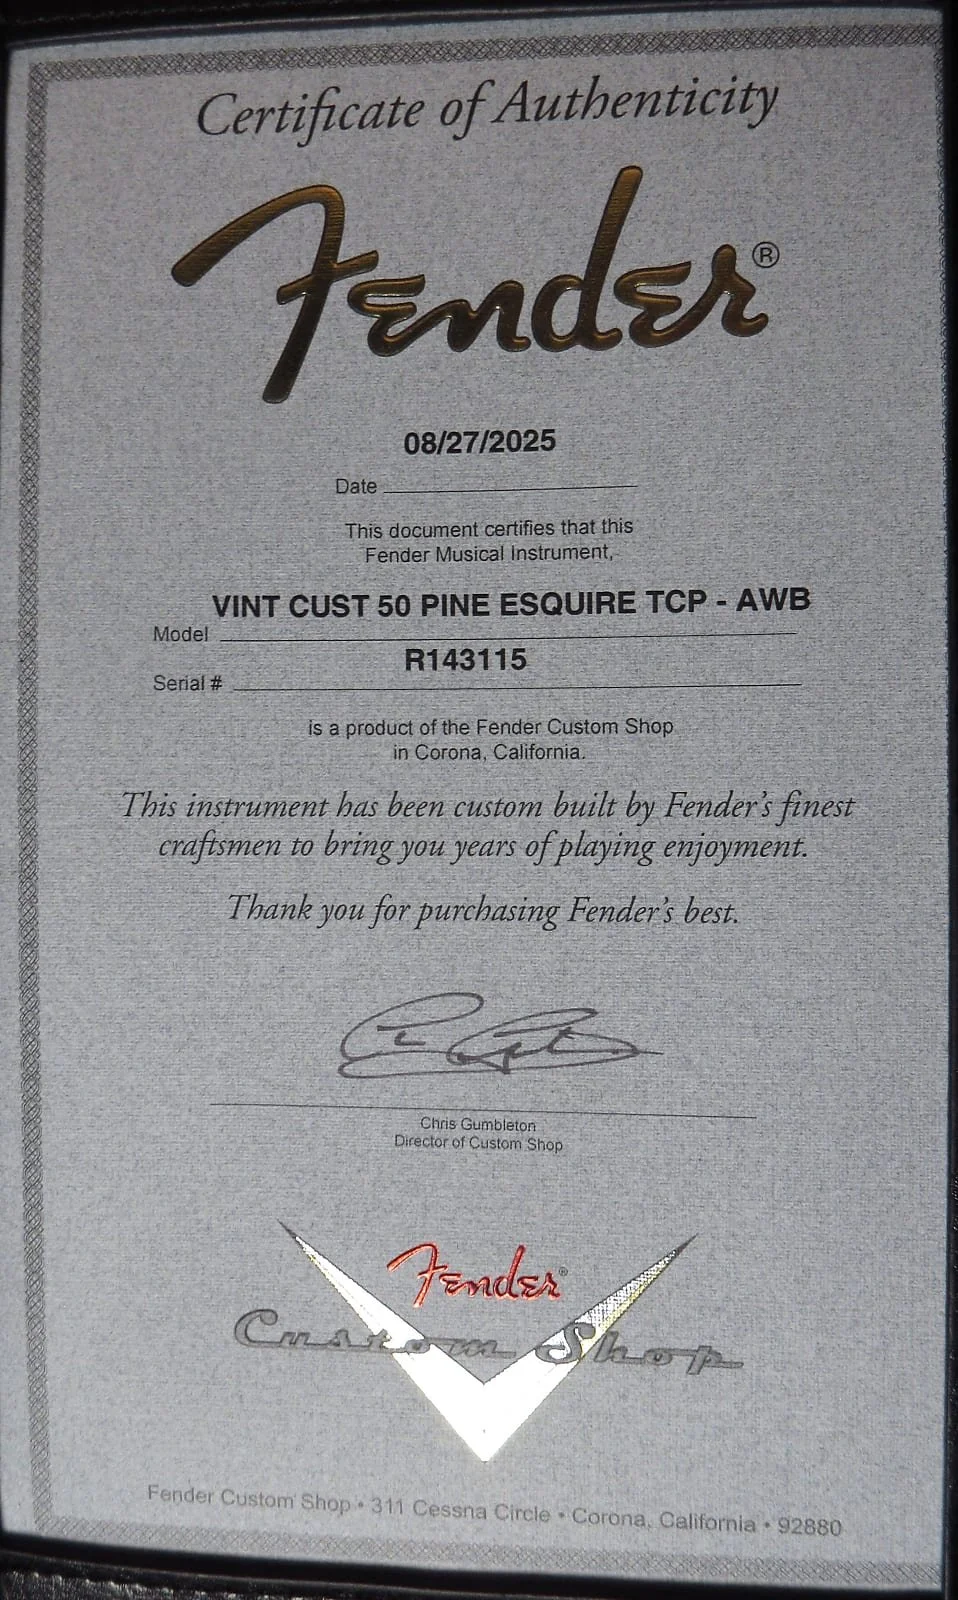 Certificate of Authenticity
Fender®
08/27/2025
Date
This document certifies that this
Fender Musical Instrument,
VINT CUST 50 PINE ESQUIRE TCP - AWB
Model
R143115
Serial #
is a product of the Fender Custom Shop
in Corona, California.
This instrument has been custom built by Fender's finest
craftsmen to bring you years of playing enjoyment.
Thank you for purchasing Fender's best.
Chris Gumbleton
Director of Custom Shop
Fender®
Custom Shop
Fender Custom Shop • 311 Cessna Circle • Corona, California • 92880